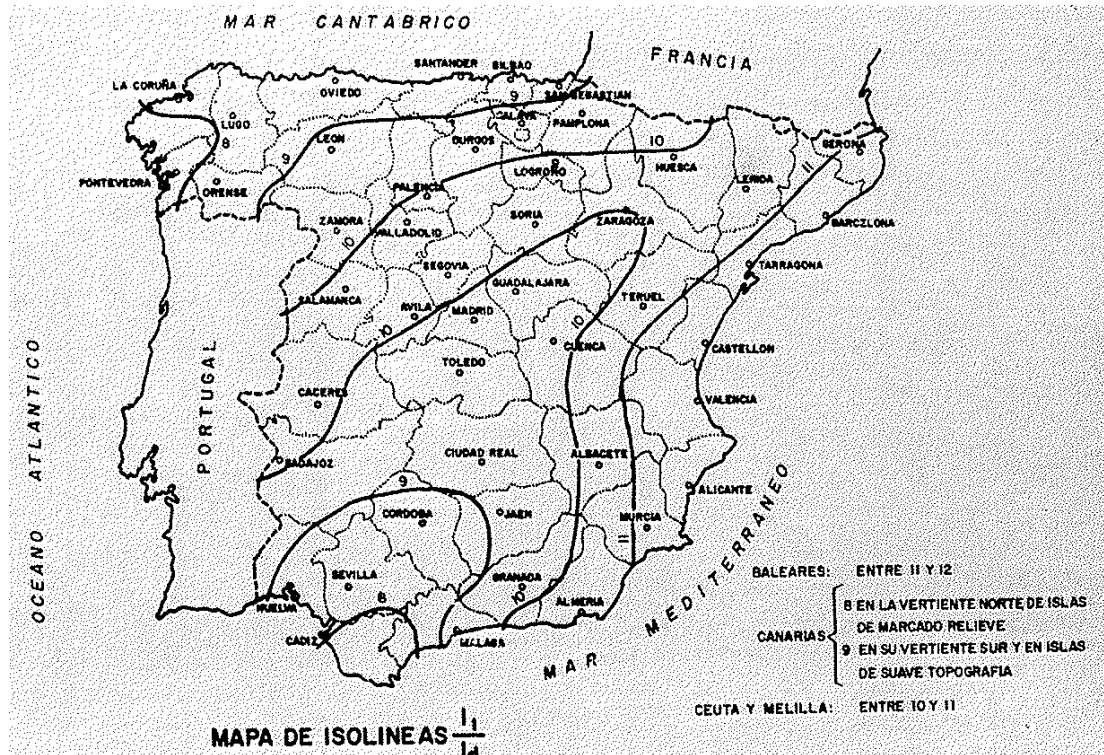 MAR CANTABRICO
FRANCIA
SANTANDER
BILBAO
LA CORUÑA
OVIEDO
SAN SEBASTIAN
9
ALAVA
LUGO
PAMPLONA
8
LEON
BURGOS
10
GERONA
9
LOGROÑO
HUESCA
11
PONTEVEDRA
ORENSE
PALENCIA
LERIDA
ZAMORA
VALLADOLID
SORIA
ZARAGOZA
BARCZLONA
10
SEGOVIA
TARRAGONA
SALAMANCA
GUADALAJARA
AVILA
MADRID
TERUEL
10
10
CUENCA
CASTELLON
TOLEDO
CACERES
VALENCIA
PORTUGAL
OCEANO ATLANTICO
BADAJOZ
CIUDAD REAL
ALBACETE
9
ALICANTE
CORDOBA
JAEN
MURCIA
11
SEVILLA
GRANADA
10
HUELVA
8
ALMERIA
CADIZ
MALAGA
MAR MEDITERRANEO
BALEARES: ENTRE 11 Y 12
CANARIAS
8 EN LA VERTIENTE NORTE DE ISLAS
DE MARCADO RELIEVE
9 EN SU VERTIENTE SUR Y EN ISLAS
DE SUAVE TOPOGRAFIA
CEUTA Y MELILLA: ENTRE 10 Y 11
MAPA DE ISOLINEAS I1
Id